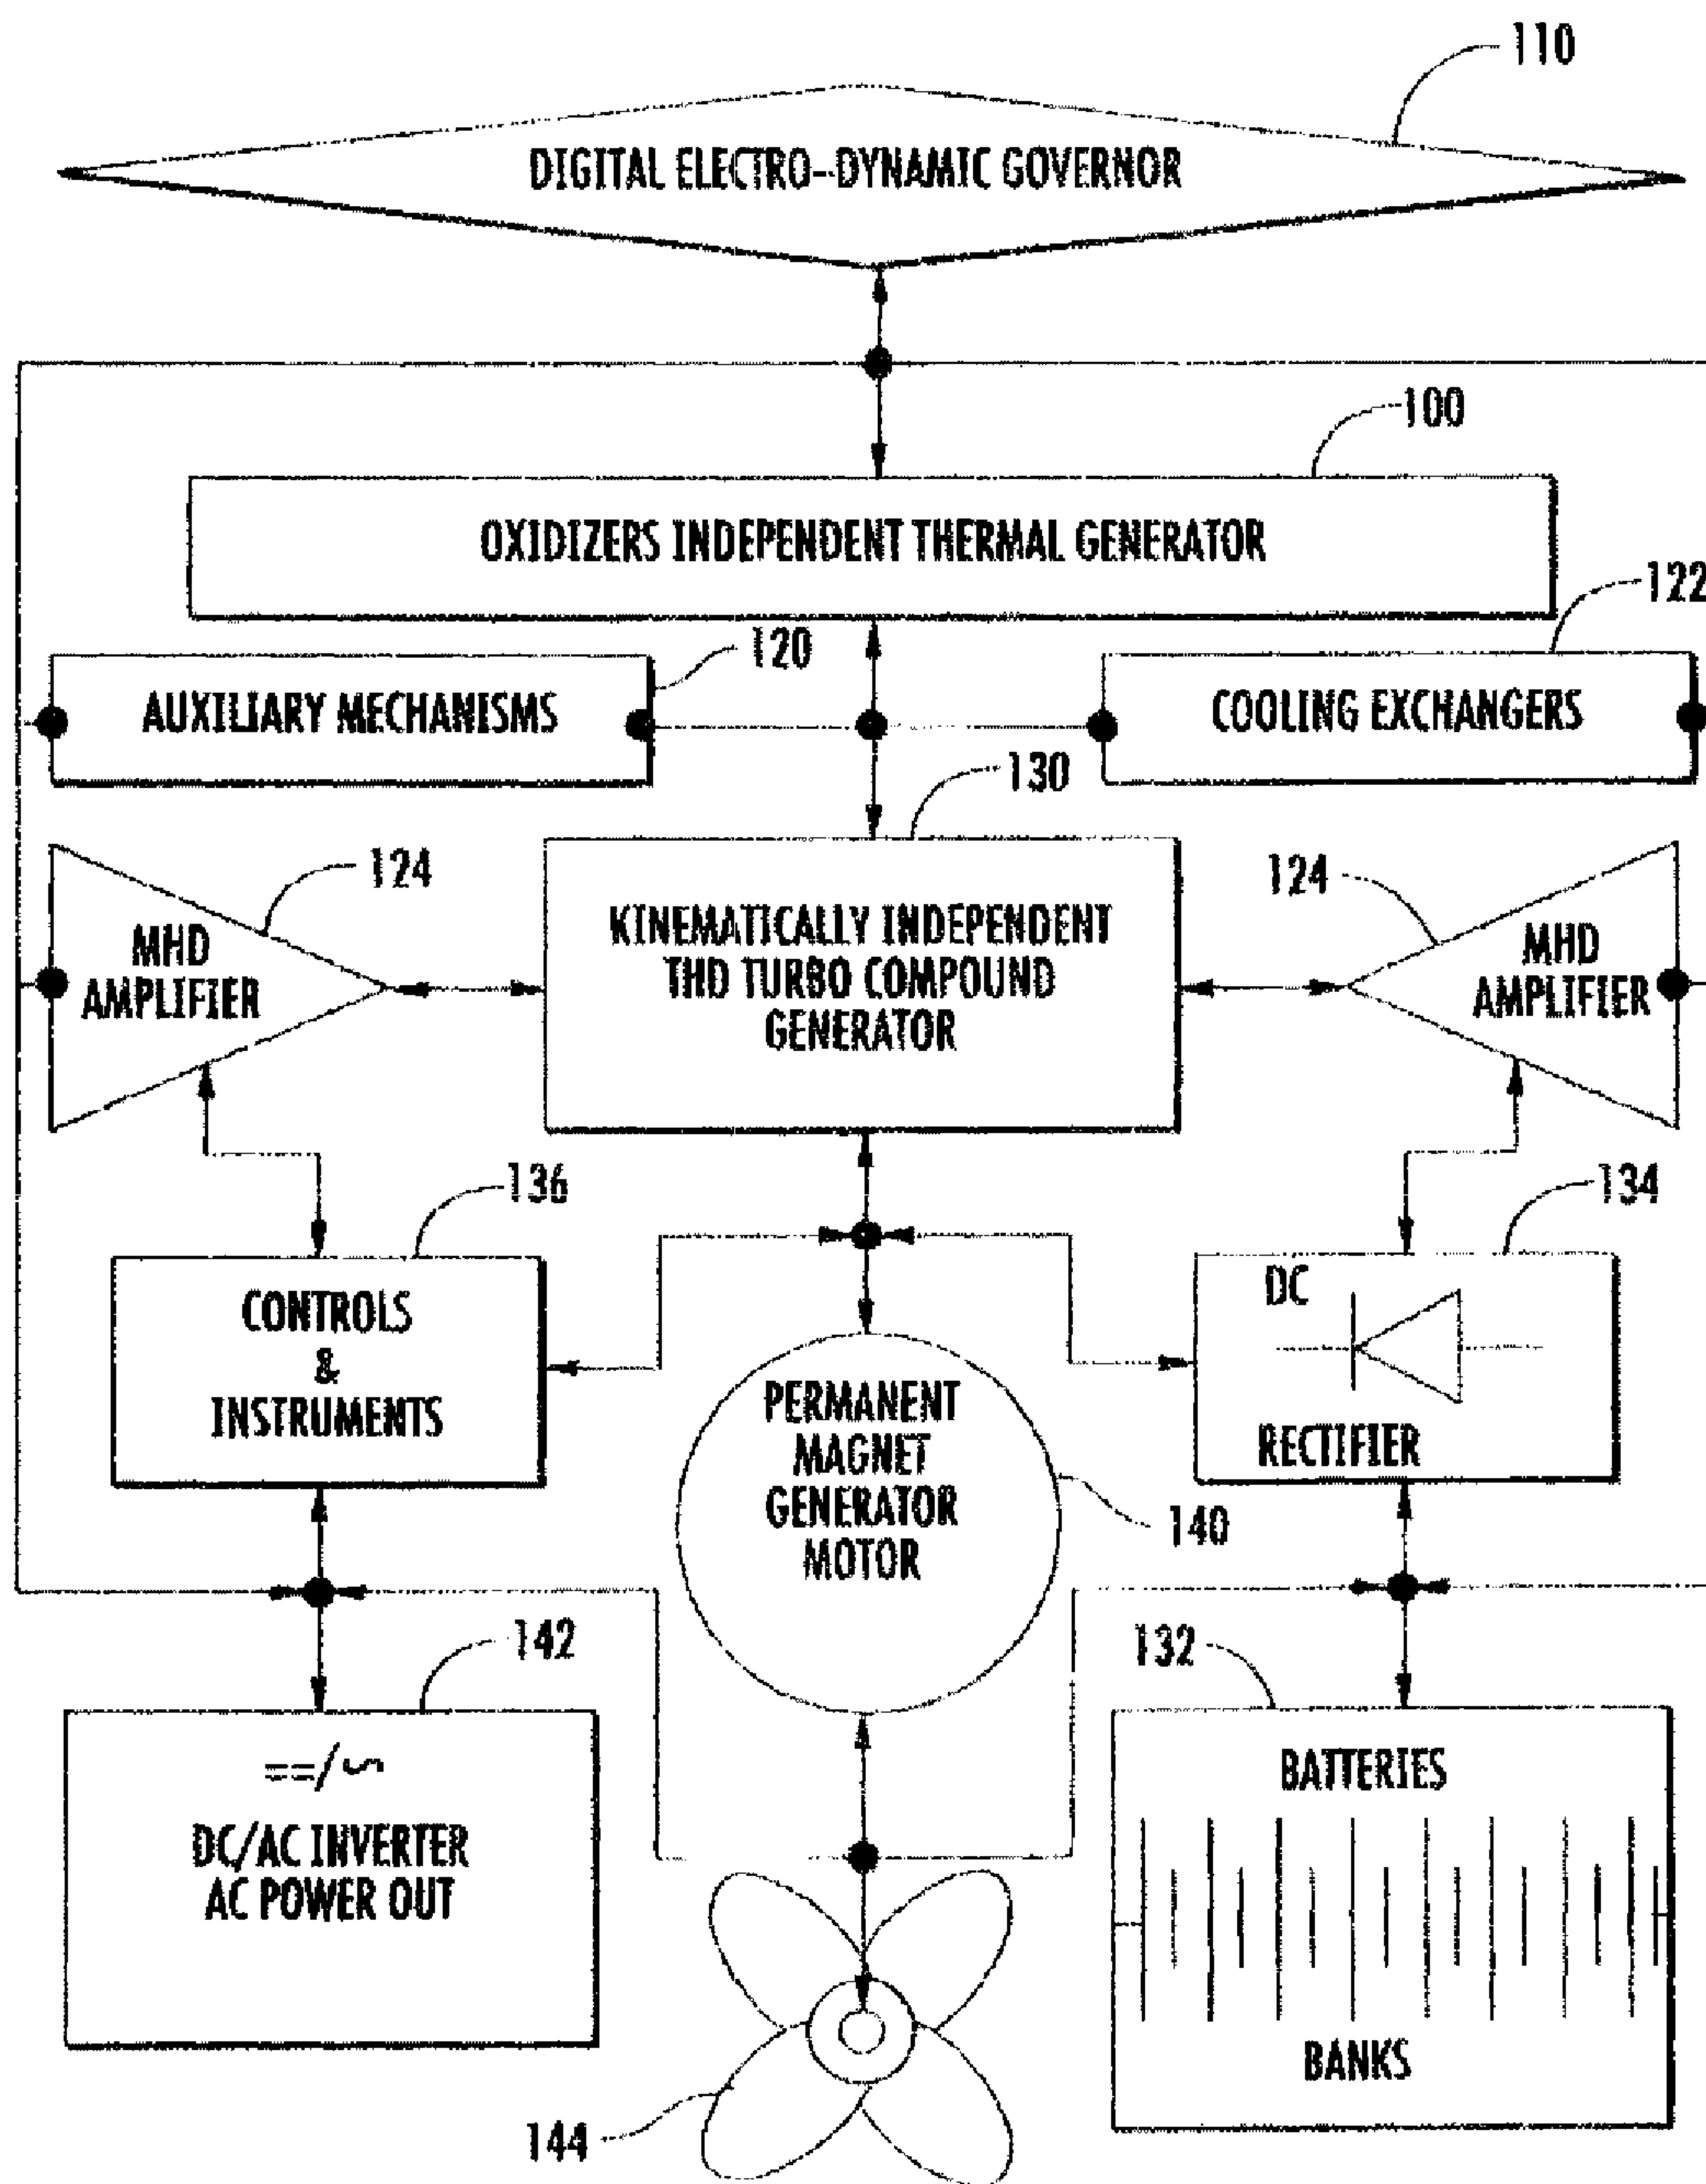 110
DIGITAL ELECTRO-DYNAMIC GOVERNOR
100
OXIDIZERS INDEPENDENT THERMAL GENERATOR
122
120
AUXILIARY MECHANISMS
COOLING EXCHANGERS
130
124
MHD
AMPLIFIER
KINEMATICALLY INDEPENDENT
THD TURBO COMPOUND
GENERATOR
124
MHD
AMPLIFIER
136
134
CONTROLS
&
INSTRUMENTS
DC
RECTIFIER
PERMANENT
MAGNET
GENERATOR
MOTOR
140
142
132
==/∽
DC/AC INVERTER
AC POWER OUT
BATTERIES
BANKS
144